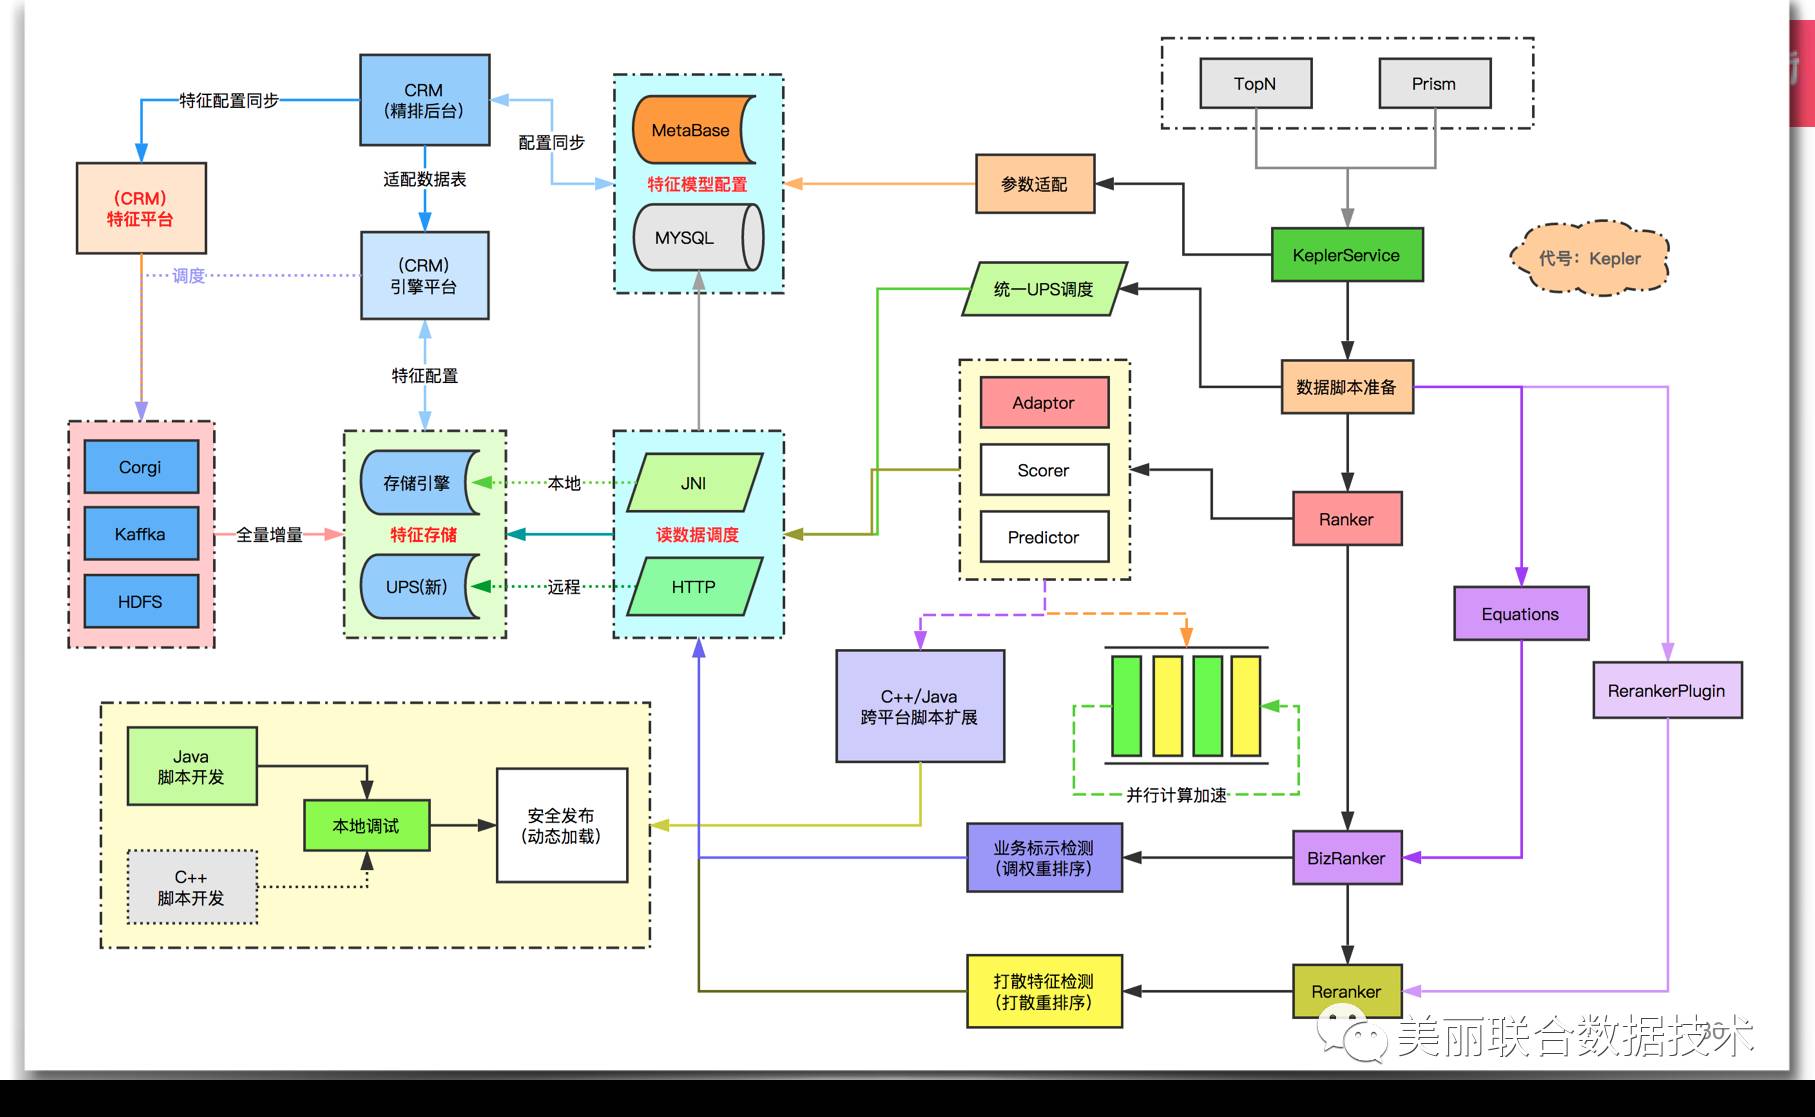 TopN
Prism
CRM
(精排后台)
特征配置同步
MetaBase
配置同步
特征模型配置
参数适配
适配数据表
(CRM)
特征平台
MYSQL
KeplerService
代号：Kepler
(CRM)
引擎平台
调度
统一UPS调度
特征配置
数据脚本准备
Adaptor
Scorer
Predictor
Corgi
Kaffka
HDFS
存储引擎
本地
JNI
Ranker
全量增量
特征存储
读数据调度
UPS(新)
远程
HTTP
Equations
RerankerPlugin
C++/Java
跨平台脚本扩展
Java
脚本开发
并行计算加速
本地调试
安全发布
(动态加载)
业务标示检测
(调权重排序)
BizRanker
C++
脚本开发
打散特征检测
(打散重排序)
Reranker
美丽联合数据技术
30